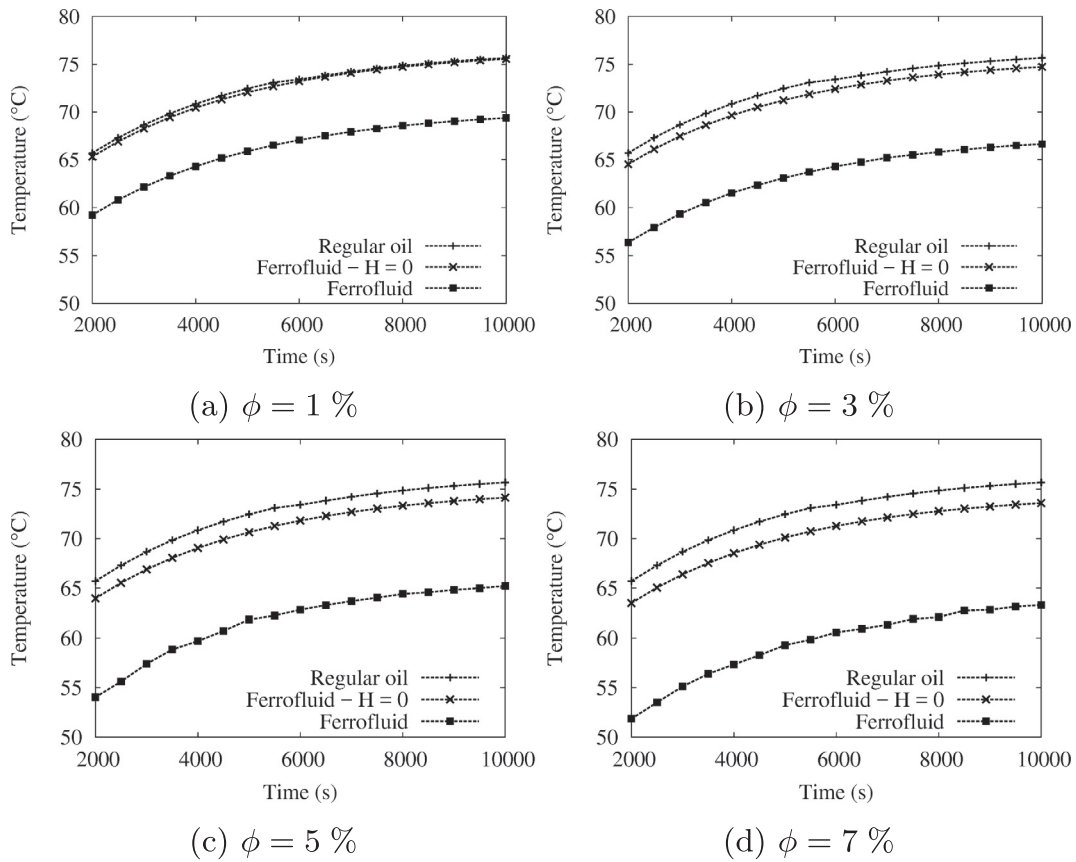 80
75
70
65
60
55
50
Temperature (°C)
Regular oil
Ferrofluid – H = 0
Ferrofluid
2000 4000 6000 8000 10000
Time (s)
(a) ϕ = 1 %
80
75
70
65
60
55
50
Temperature (°C)
Regular oil
Ferrofluid – H = 0
Ferrofluid
2000 4000 6000 8000 10000
Time (s)
(b) ϕ = 3 %
80
75
70
65
60
55
50
Temperature (°C)
Regular oil
Ferrofluid – H = 0
Ferrofluid
2000 4000 6000 8000 10000
Time (s)
(c) ϕ = 5 %
80
75
70
65
60
55
50
Temperature (°C)
Regular oil
Ferrofluid – H = 0
Ferrofluid
2000 4000 6000 8000 10000
Time (s)
(d) ϕ = 7 %